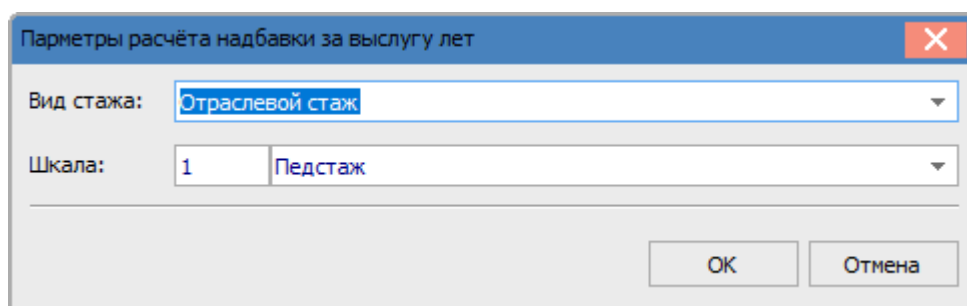 Парметры расчёта надбавки за выслугу лет
Вид стажа: Отраслевой стаж
Шкала: 1 Педстаж
ОК Отмена